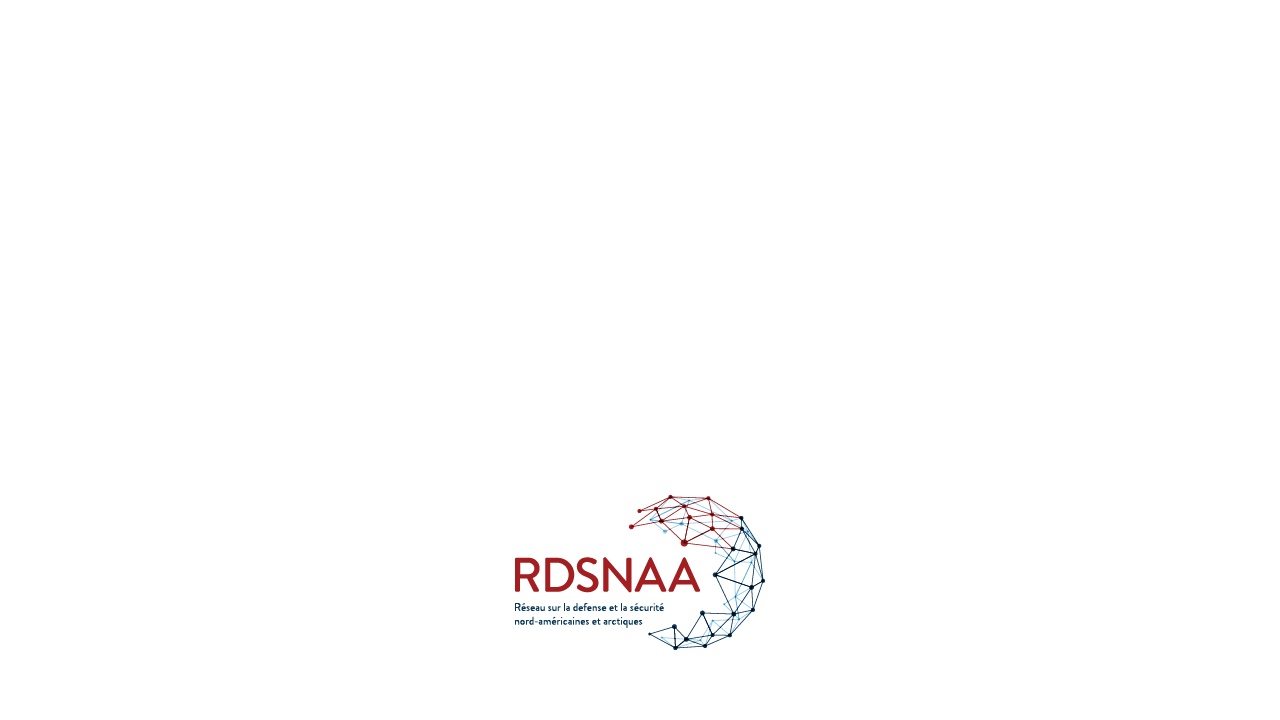 RDSNAA
Réseau sur la defense et la sécurité
nord-américaines et arctiques